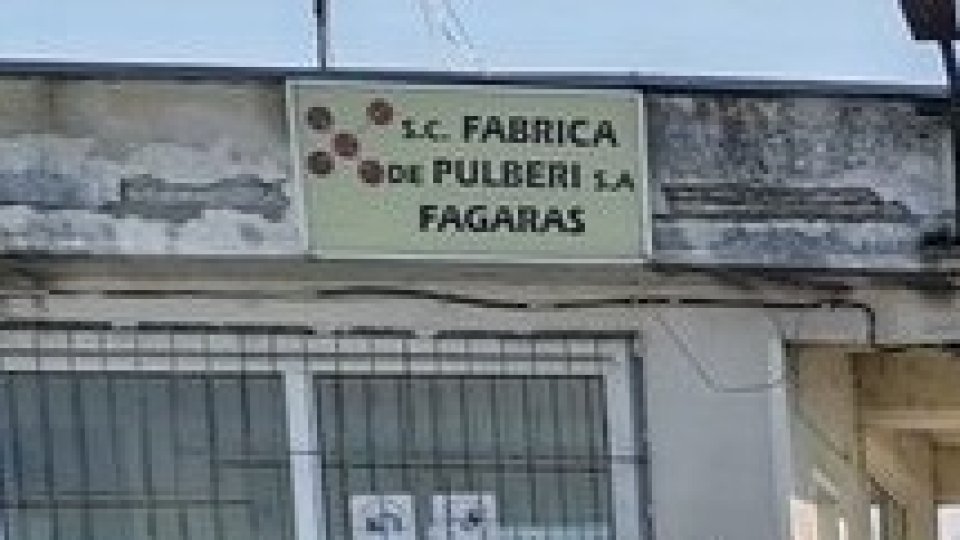 S.C. FABRICA
DE PULBERI S.A
FAGARAS